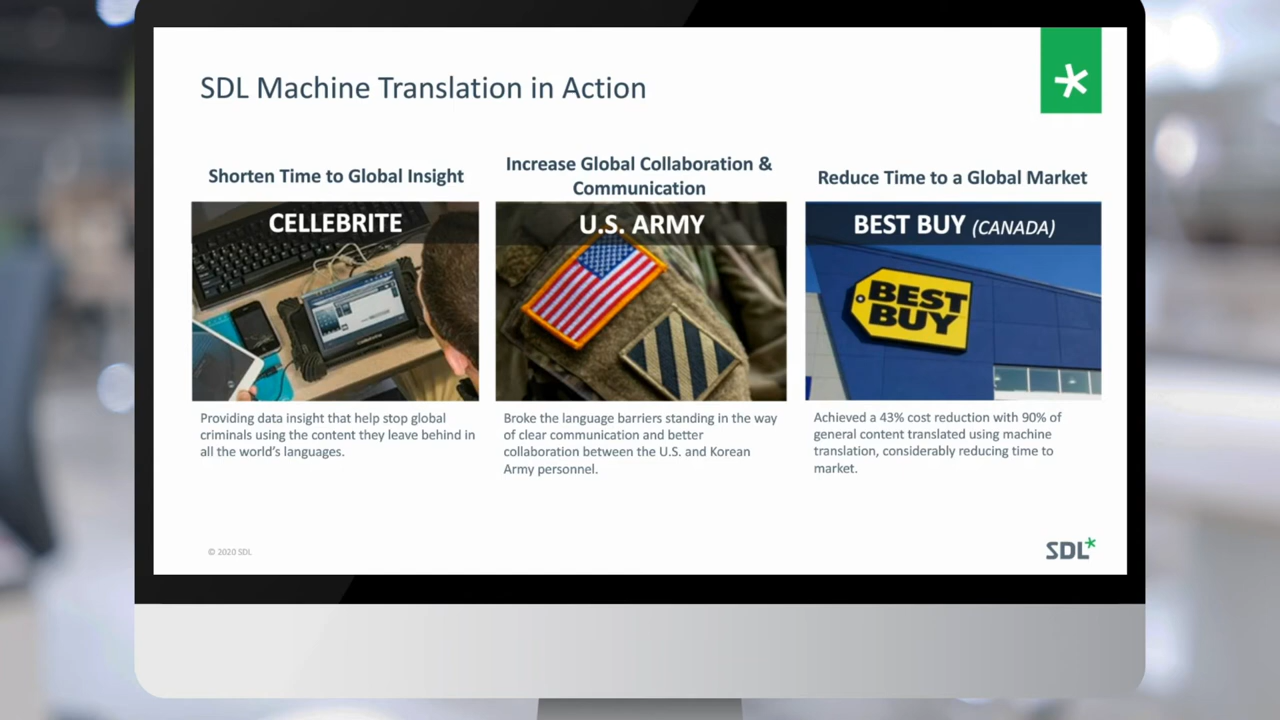 SDL Machine Translation in Action
Shorten Time to Global Insight
CELLEBRITE
Providing data insight that help stop global
criminals using the content they leave behind in
all the world's languages.
Increase Global Collaboration &
Communication
U.S. ARMY
Broke the language barriers standing in the way
of clear communication and better
collaboration between the U.S. and Korean
Army personnel.
Reduce Time to a Global Market
BEST BUY (CANADA)
BEST
BUY
Achieved a 43% cost reduction with 90% of
general content translated using machine
translation, considerably reducing time to
market.
© 2020 SDL
SDL*